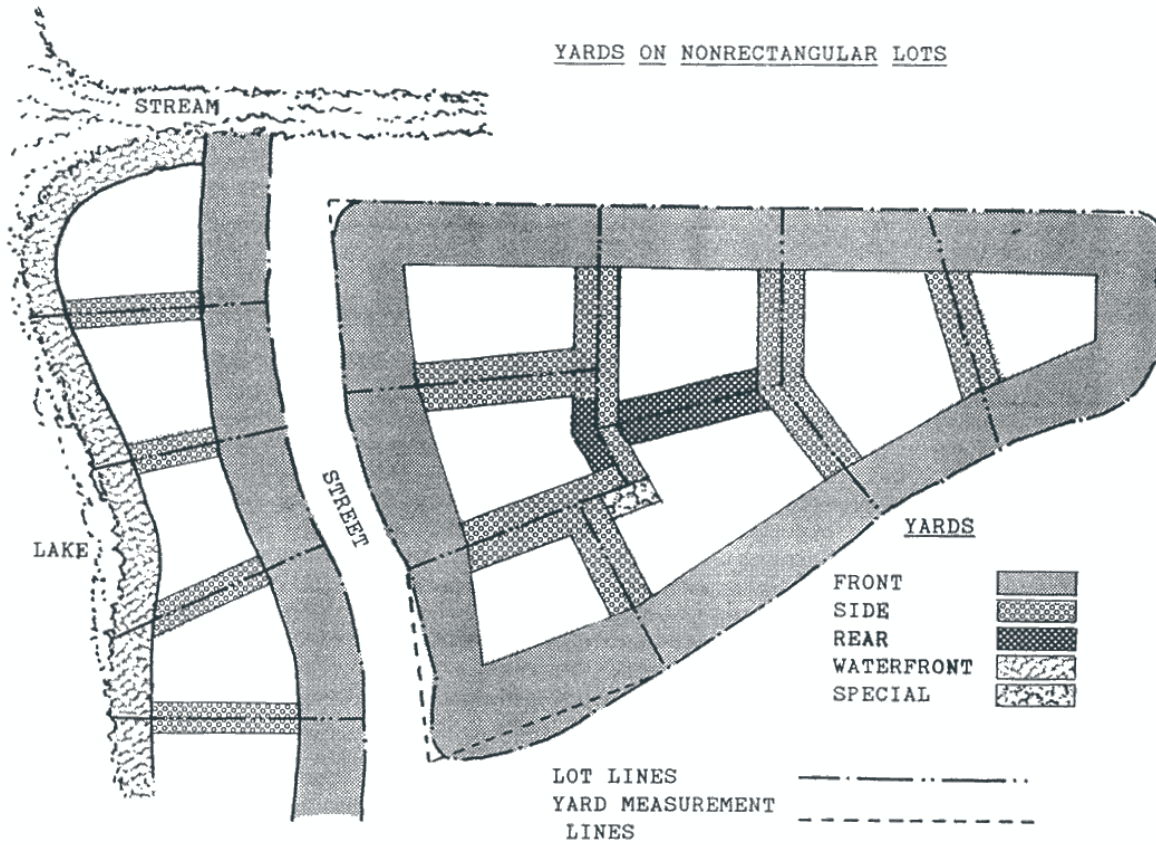 YARDS ON NONRECTANGULAR LOTS
STREAM
STREET
LAKE
YARDS
FRONT
SIDE
REAR
WATERFRONT
SPECIAL
LOT LINES
YARD MEASUREMENT
LINES